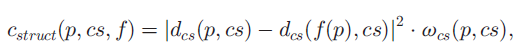 c_{struct}(p, cs, f) = |d_{cs}(p, cs) − d_{cs}(f(p), cs)|^2 · ω_{cs}(p, cs),